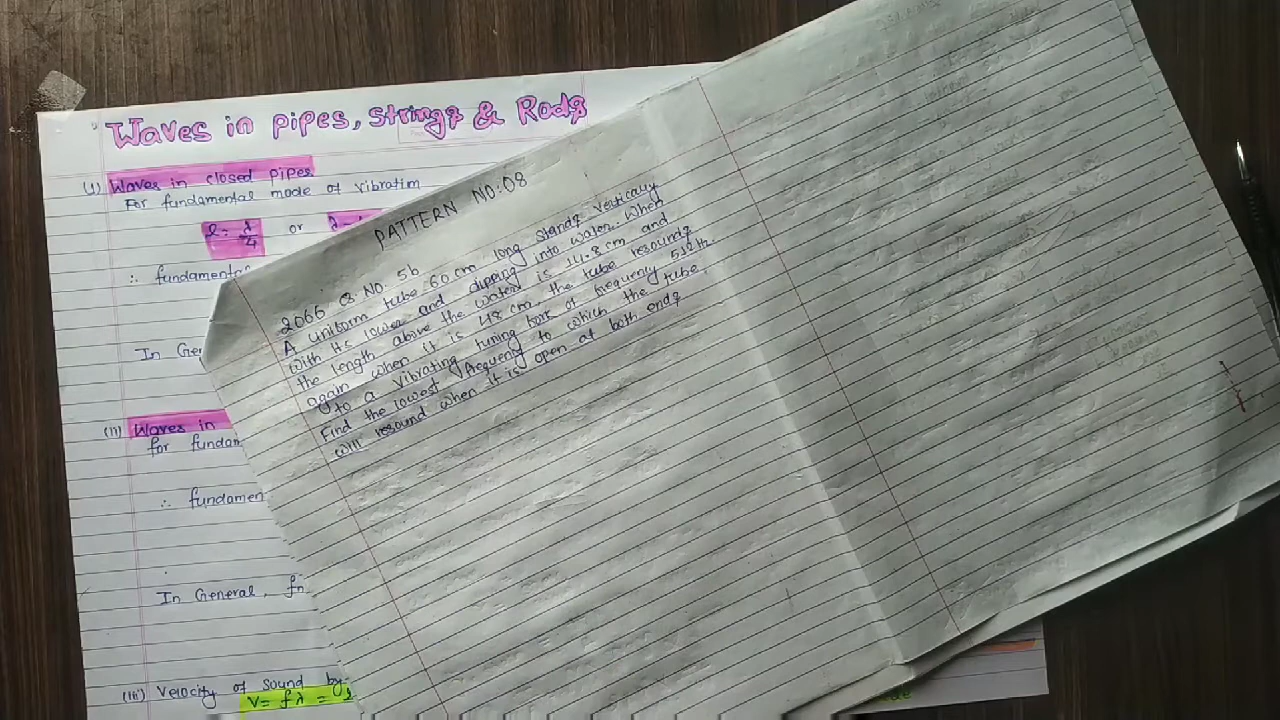 Waves in pipes, strings & Rods
(i) Waves in closed pipes
For fundamental mode of vibration
l = λ/4 or
∴ fundamental
In Gen
(ii) Waves in
for fundam
∴ fundamen
In General, fn
(iii) Velocity of sound by
V = fλ =
PATTERN NO:08
2066 Q.NO. 5b
A uniform tube 60 cm long stands vertically
with its lower end dipping into water. When
the length above the water is 14.8 cm and
again when it is 48 cm, the tube resounds
to a vibrating tuning fork of frequency 512 Hz.
Find the lowest frequency to which the tube
will resound when it is open at both ends